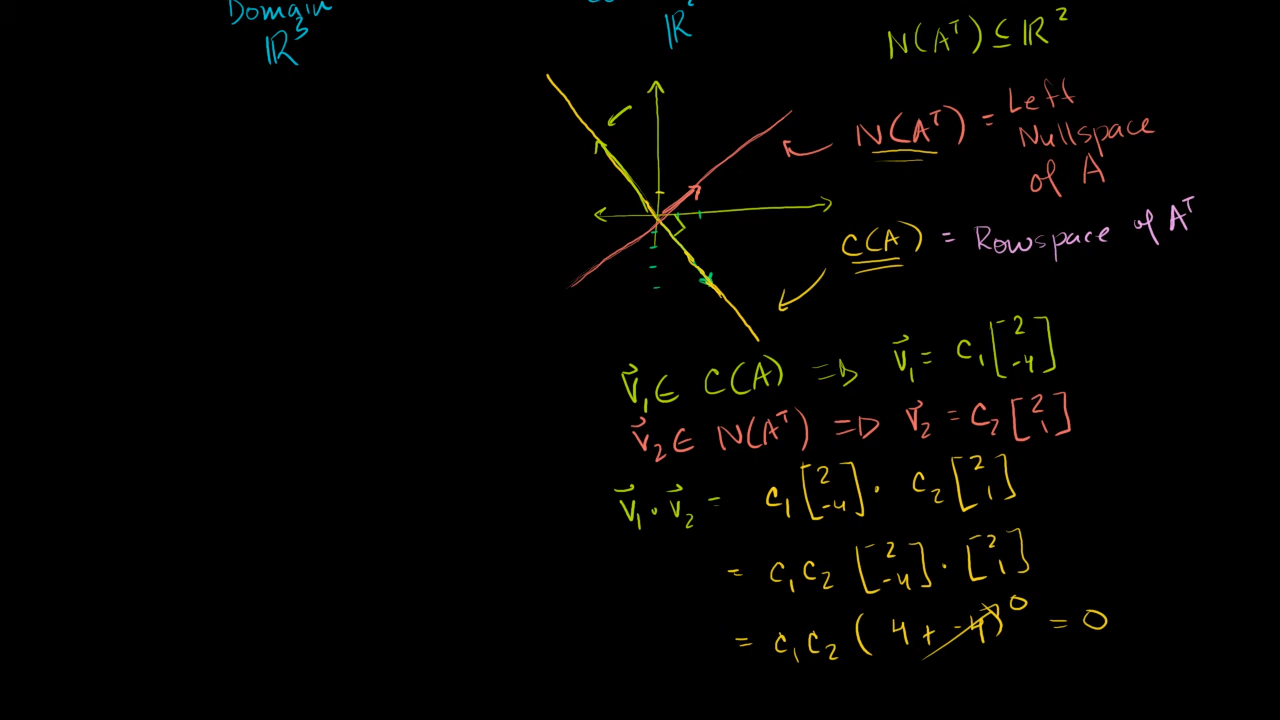 Domain
ℝ³
ℝ²
N(Aᵀ) ⊆ ℝ²
N(Aᵀ) = Left
Nullspace
of A
C(A) = Rowspace of Aᵀ
v⃗₁ ∈ C(A) ⇒ v⃗₁ = c₁ [2 -4]
v⃗₂ ∈ N(Aᵀ) ⇒ v⃗₂ = c₂ [2 1]
v⃗₁ · v⃗₂ = c₁ [2 -4] · c₂ [2 1]
= c₁c₂ [2 -4] · [2 1]
= c₁c₂ (4 + -4)⁰ = 0